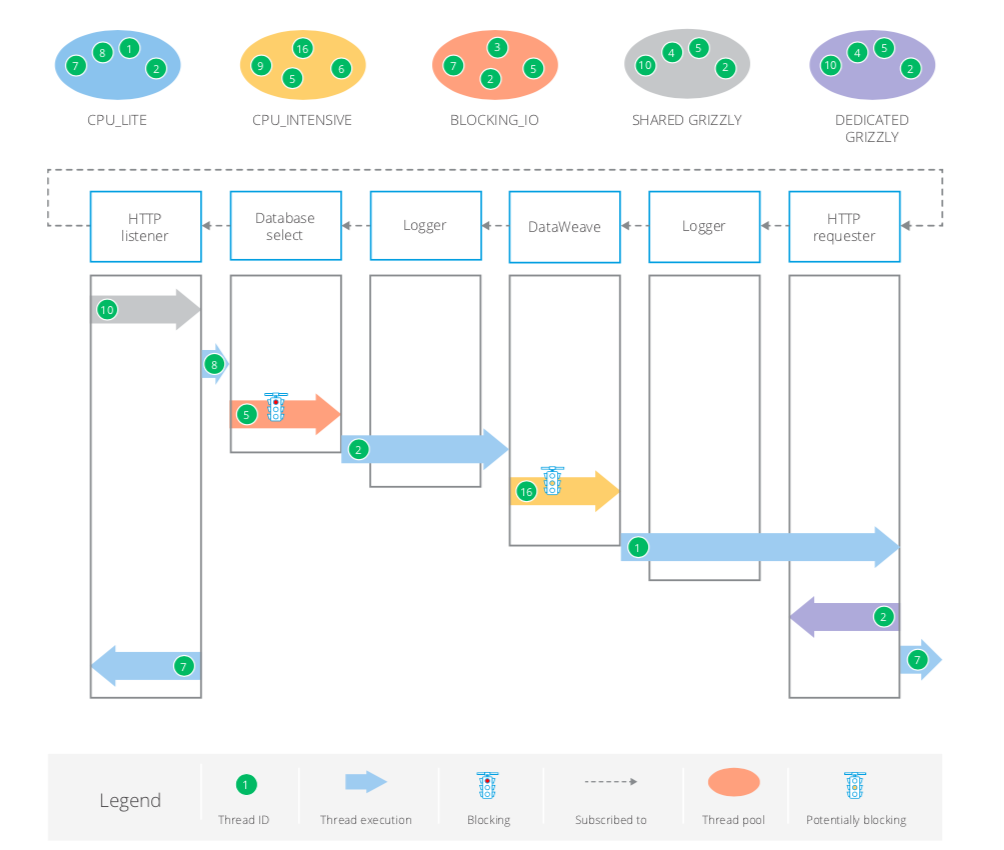 8 1
7 2
16
9 6
5
3
7 5
2
4 5
10 2
4 5
10 2
CPU_LITE
CPU_INTENSIVE
BLOCKING_IO
SHARED GRIZZLY
DEDICATED
GRIZZLY
HTTP
listener
Database
select
Logger
DataWeave
Logger
HTTP
requester
10
8
5
2
16
1
2
7
7
Legend
1
Thread ID
Thread execution
Blocking
Subscribed to
Thread pool
Potentially blocking